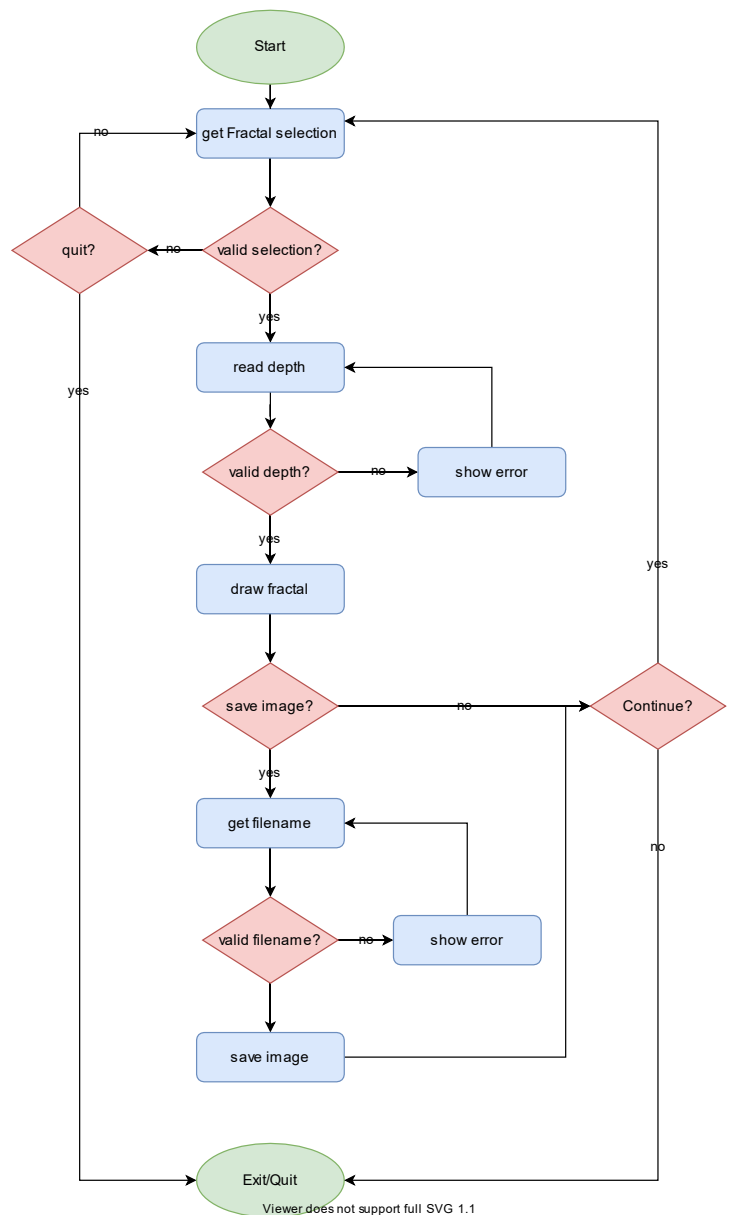 Start
get Fractal selection
no
quit?
no
valid selection?
yes
read depth
yes
valid depth?
no
show error
yes
draw fractal
yes
save image?
no
Continue?
yes
get filename
no
valid filename?
no
show error
save image
Exit/Quit
Viewer does not support full SVG 1.1